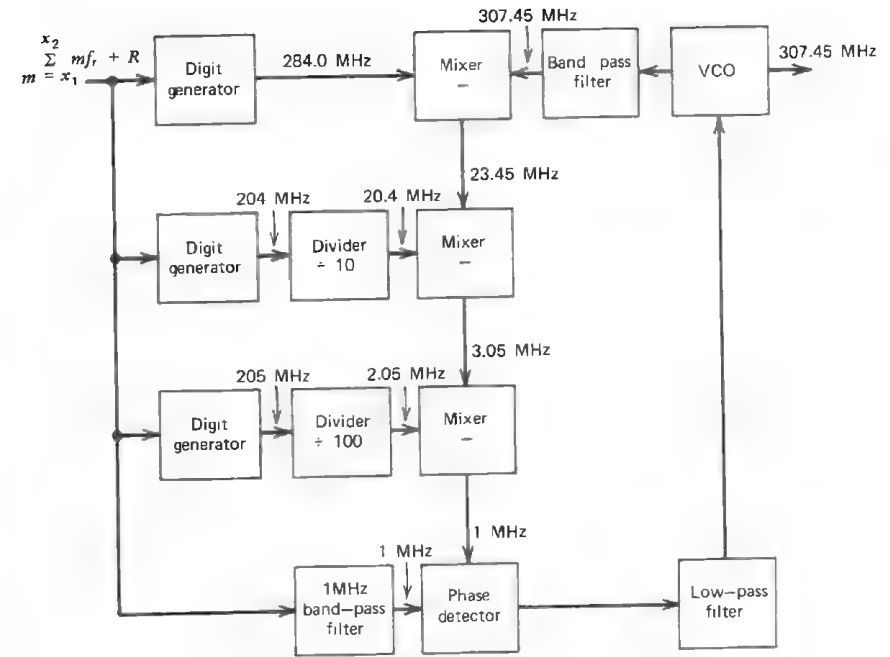 x₂
Σ mfᵣ + R
m = x₁
Digit
generator
284.0 MHz
Mixer
−
307.45 MHz
Band pass
filter
VCO
307.45 MHz
23.45 MHz
Digit
generator
204 MHz
Divider
÷ 10
20.4 MHz
Mixer
−
3.05 MHz
Digit
generator
205 MHz
Divider
÷ 100
2.05 MHz
Mixer
−
1 MHz
1MHz
band-pass
filter
1 MHz
Phase
detector
Low-pass
filter